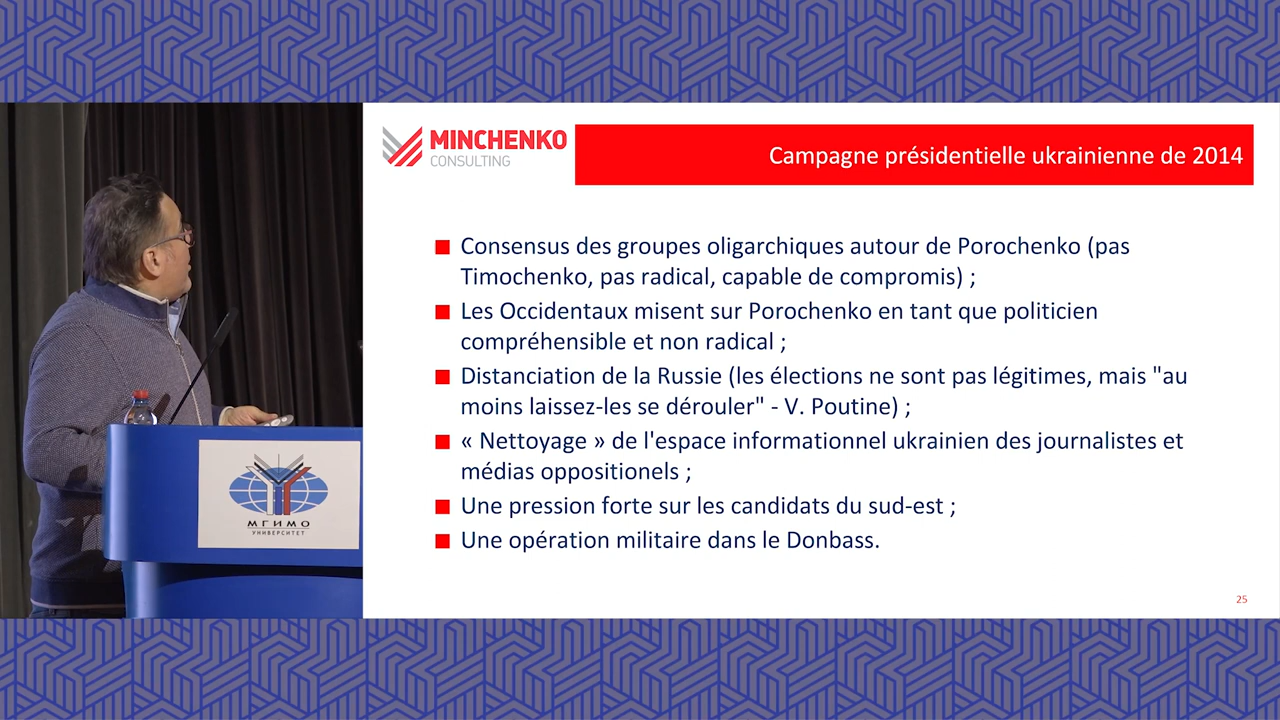 MINCHENKO
CONSULTING
Campagne présidentielle ukrainienne de 2014
Consensus des groupes oligarchiques autour de Porochenko (pas
Timochenko, pas radical, capable de compromis) ;
Les Occidentaux misent sur Porochenko en tant que politicien
compréhensible et non radical ;
Distanciation de la Russie (les élections ne sont pas légitimes, mais "au
moins laissez-les se dérouler" - V. Poutine) ;
« Nettoyage » de l'espace informationnel ukrainien des journalistes et
médias oppositionels ;
Une pression forte sur les candidats du sud-est ;
Une opération militaire dans le Donbass.
25
МГИМО
УНИВЕРСИТЕТ